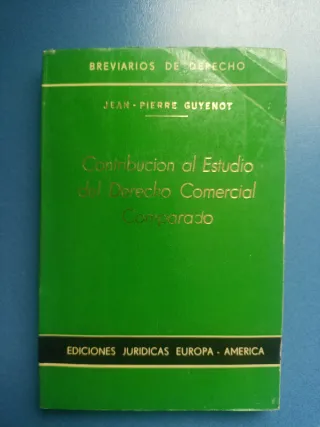 BREVIARIOS DE DERECHO
JEAN-PIERRE GUYENOT
Contribucion al Estudio
del Derecho Comercial
Comparado
EDICIONES JURIDICAS EUROPA - AMERICA